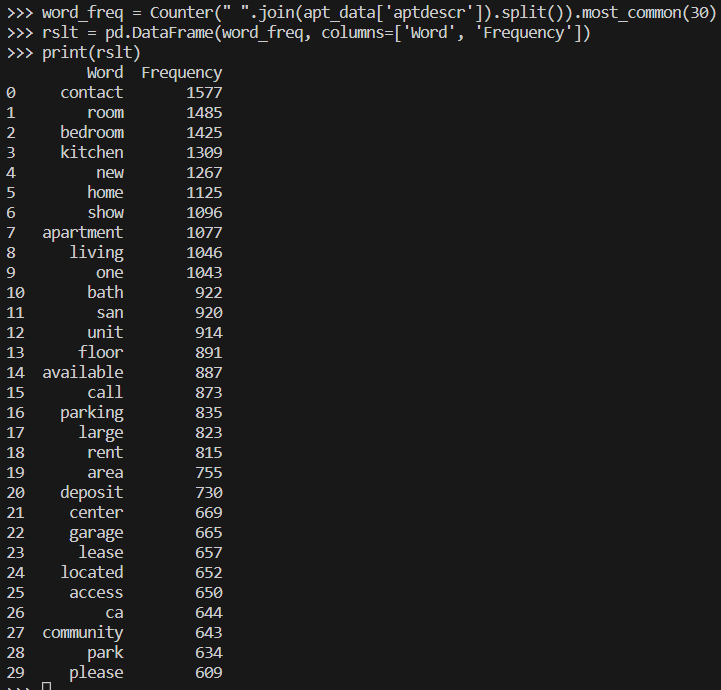 >>> word_freq = Counter(" ".join(apt_data['aptdescr']).split()).most_common(30)
>>> rslt = pd.DataFrame(word_freq, columns=['Word', 'Frequency'])
>>> print(rslt)
         Word  Frequency
0     contact       1577
1        room       1485
2     bedroom       1425
3     kitchen       1309
4         new       1267
5        home       1125
6        show       1096
7   apartment       1077
8      living       1046
9         one       1043
10       bath        922
11        san        920
12       unit        914
13      floor        891
14  available        887
15       call        873
16    parking        835
17      large        823
18       rent        815
19       area        755
20    deposit        730
21     center        669
22     garage        665
23      lease        657
24    located        652
25     access        650
26         ca        644
27  community        643
28       park        634
29     please        609
>>>